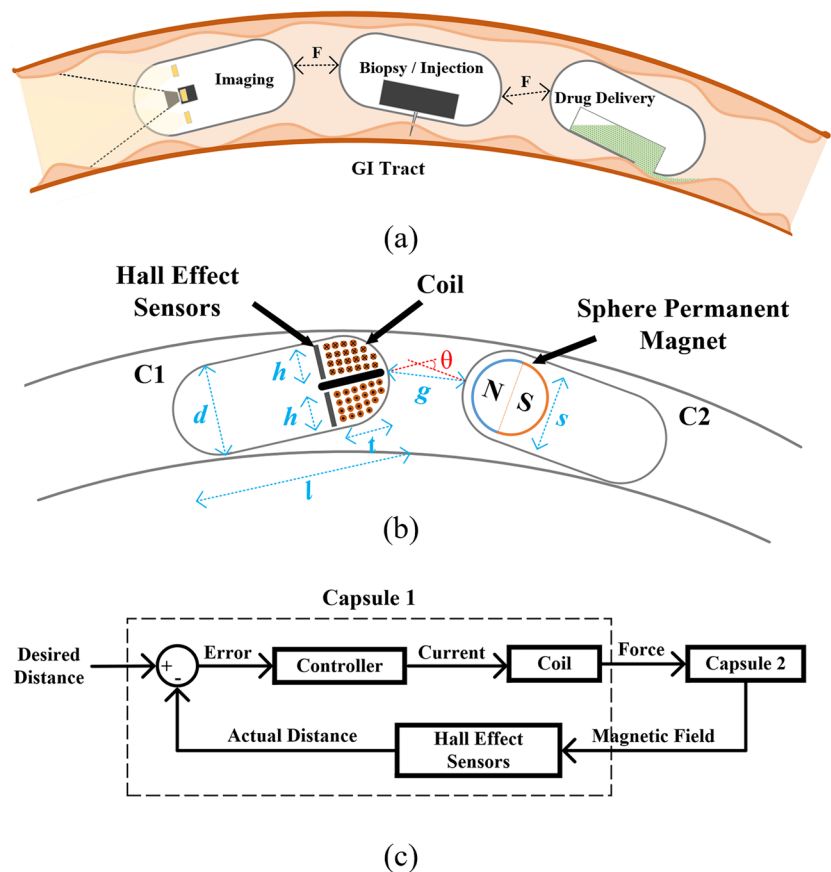 Imaging
F
Biopsy / Injection
F
Drug Delivery
GI Tract
(a)
Hall Effect
Sensors
Coil
Sphere Permanent
Magnet
C1
h
θ
d
h
g
N
S
s
C2
t
l
(b)
Capsule 1
Desired
Distance
+
-
Error
Controller
Current
Coil
Force
Capsule 2
Actual Distance
Hall Effect
Sensors
Magnetic Field
(c)